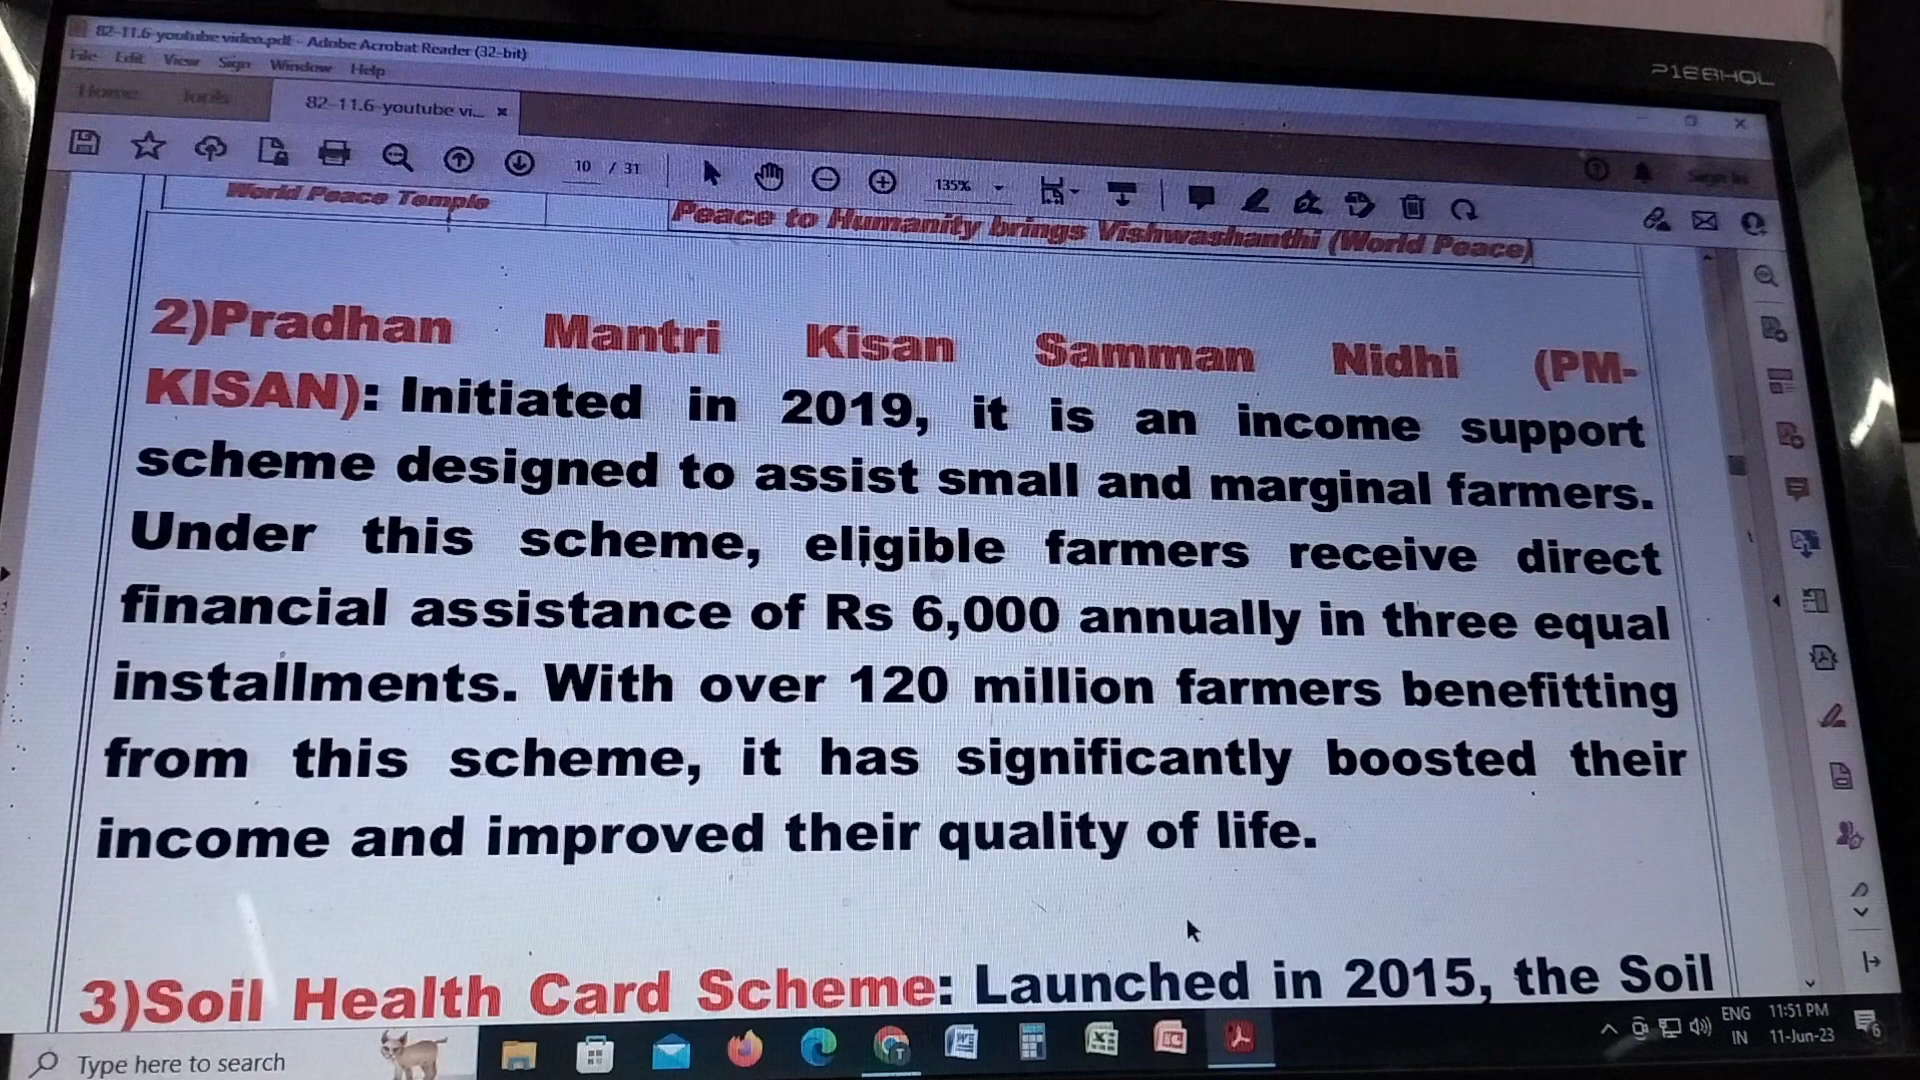 82-11.6-youtube video.pdf - Adobe Acrobat Reader (32-bit)
File Edit View Sign Window Help
Home Tools 82-11.6-youtube vi... x
10 / 31 135%
Sign In
World Peace Temple
Peace to Humanity brings Vishwashanthi (World Peace)
2)Pradhan Mantri Kisan Samman Nidhi (PM-
KISAN): Initiated in 2019, it is an income support
scheme designed to assist small and marginal farmers.
Under this scheme, eligible farmers receive direct
financial assistance of Rs 6,000 annually in three equal
installments. With over 120 million farmers benefitting
from this scheme, it has significantly boosted their
income and improved their quality of life.
3)Soil Health Card Scheme: Launched in 2015, the Soil
Type here to search
ENG 11:51 PM
IN 11-Jun-23
6